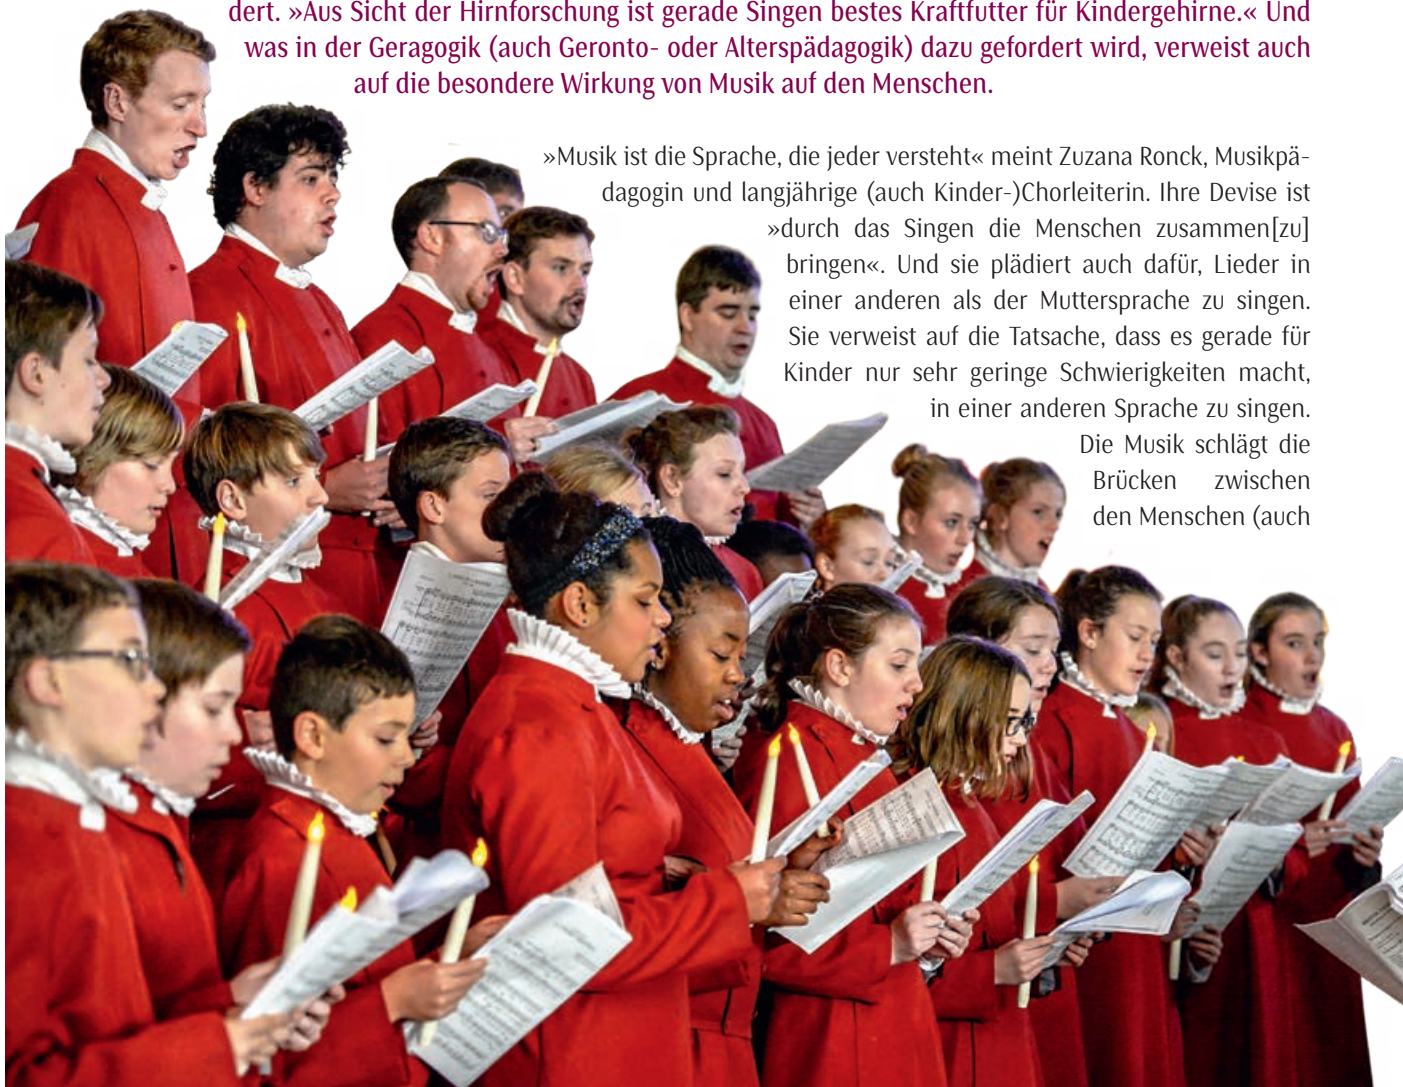 dert. »Aus Sicht der Hirnforschung ist gerade Singen bestes Kraftfutter für Kindergehirne.« Und
was in der Geragogik (auch Geronto- oder Alterspädagogik) dazu gefordert wird, verweist auch
auf die besondere Wirkung von Musik auf den Menschen.
»Musik ist die Sprache, die jeder versteht« meint Zuzana Ronck, Musikpä-
dagogin und langjährige (auch Kinder-)Chorleiterin. Ihre Devise ist
»durch das Singen die Menschen zusammen[zu]
bringen«. Und sie plädiert auch dafür, Lieder in
einer anderen als der Muttersprache zu singen.
Sie verweist auf die Tatsache, dass es gerade für
Kinder nur sehr geringe Schwierigkeiten macht,
in einer anderen Sprache zu singen.
Die Musik schlägt die
Brücken zwischen
den Menschen (auch